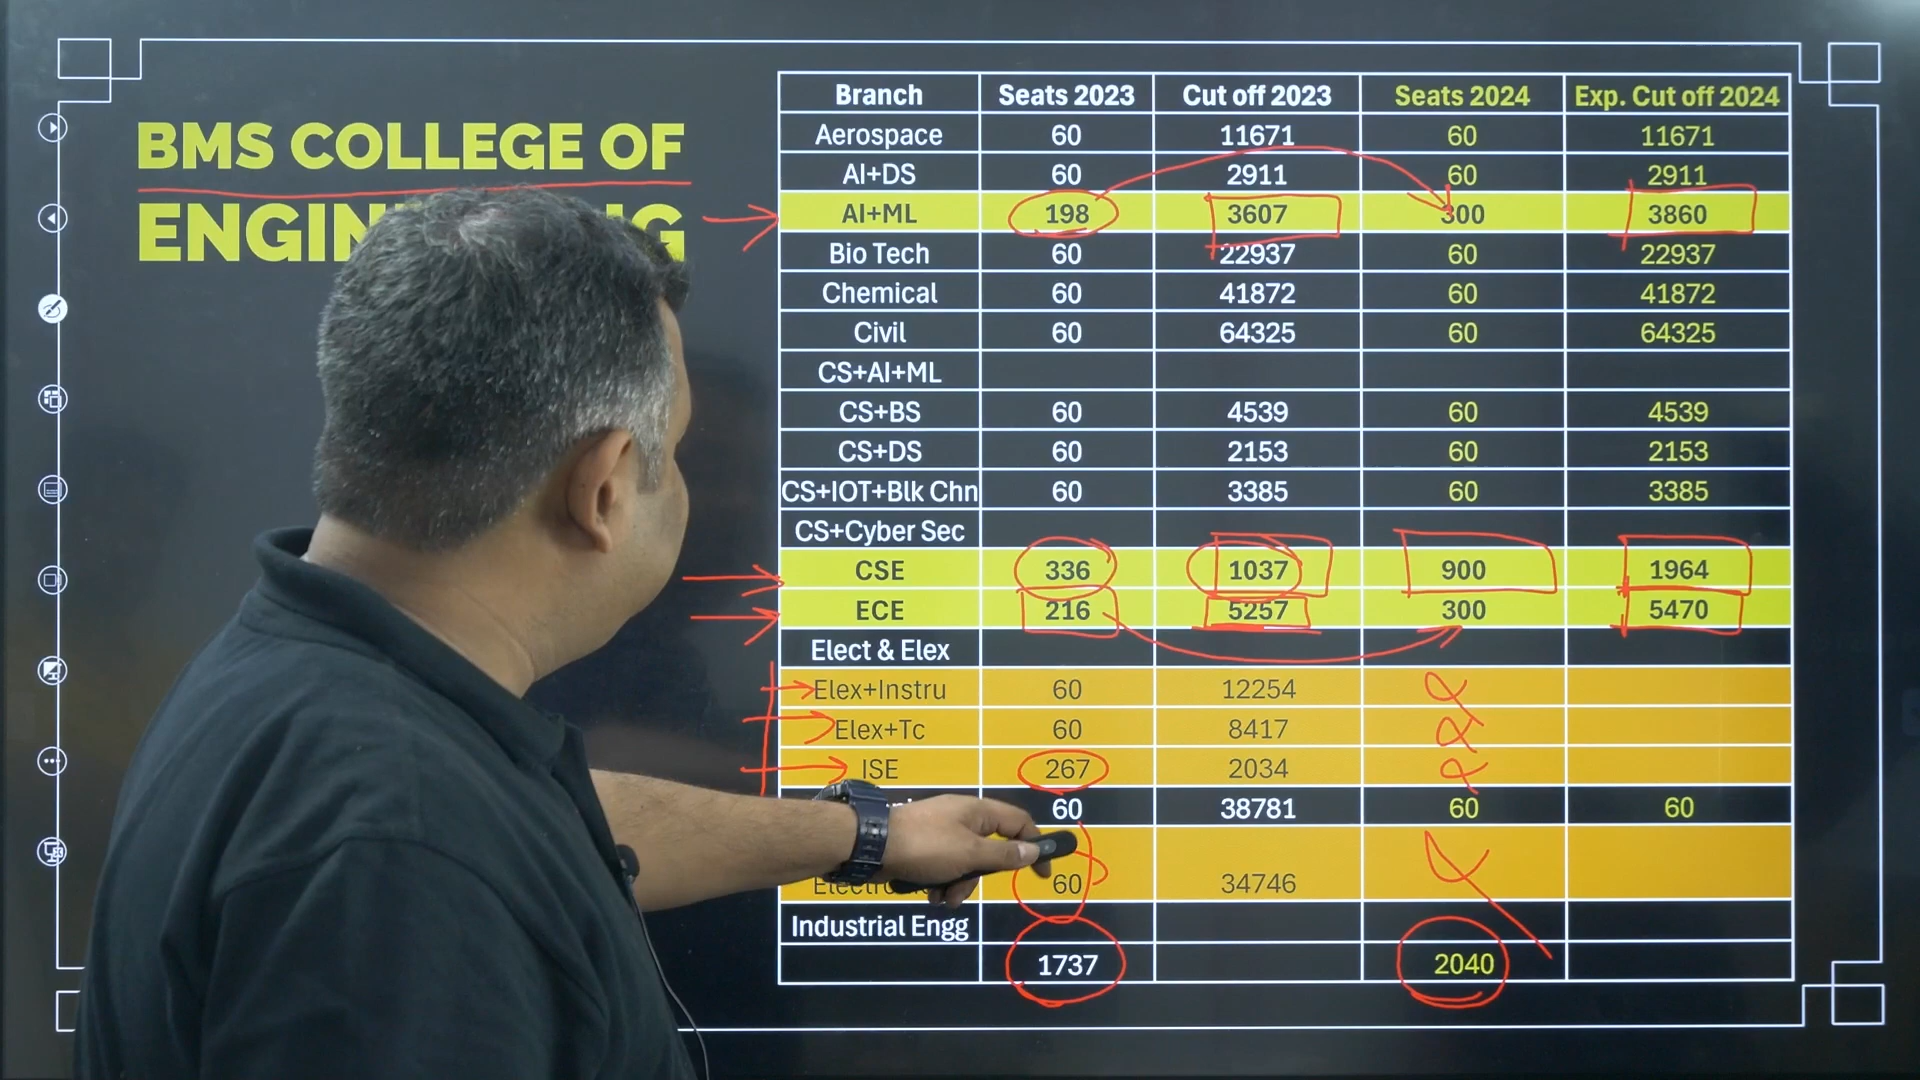 BMS COLLEGE OF
Branch Seats 2023 Cut off 2023 Seats 2024 Exp. Cut off 2024
Aerospace 60 11671 60 11671
AI+DS 60 2911 60 2911
AI+ML 198 3607 300 3860
Bio Tech 60 22937 60 22937
Chemical 60 41872 60 41872
Civil 60 64325 60 64325
CS+AI+ML
CS+BS 60 4539 60 4539
CS+DS 60 2153 60 2153
CS+IOT+Blk Chn 60 3385 60 3385
CS+Cyber Sec
CSE 336 1037 900 1964
ECE 216 5257 300 5470
Elect & Elex
Elex+Instru 60 12254
Elex+Tc 60 8417
ISE 267 2034
60 38781 60 60
60 34746
Industrial Engg
1737 2040